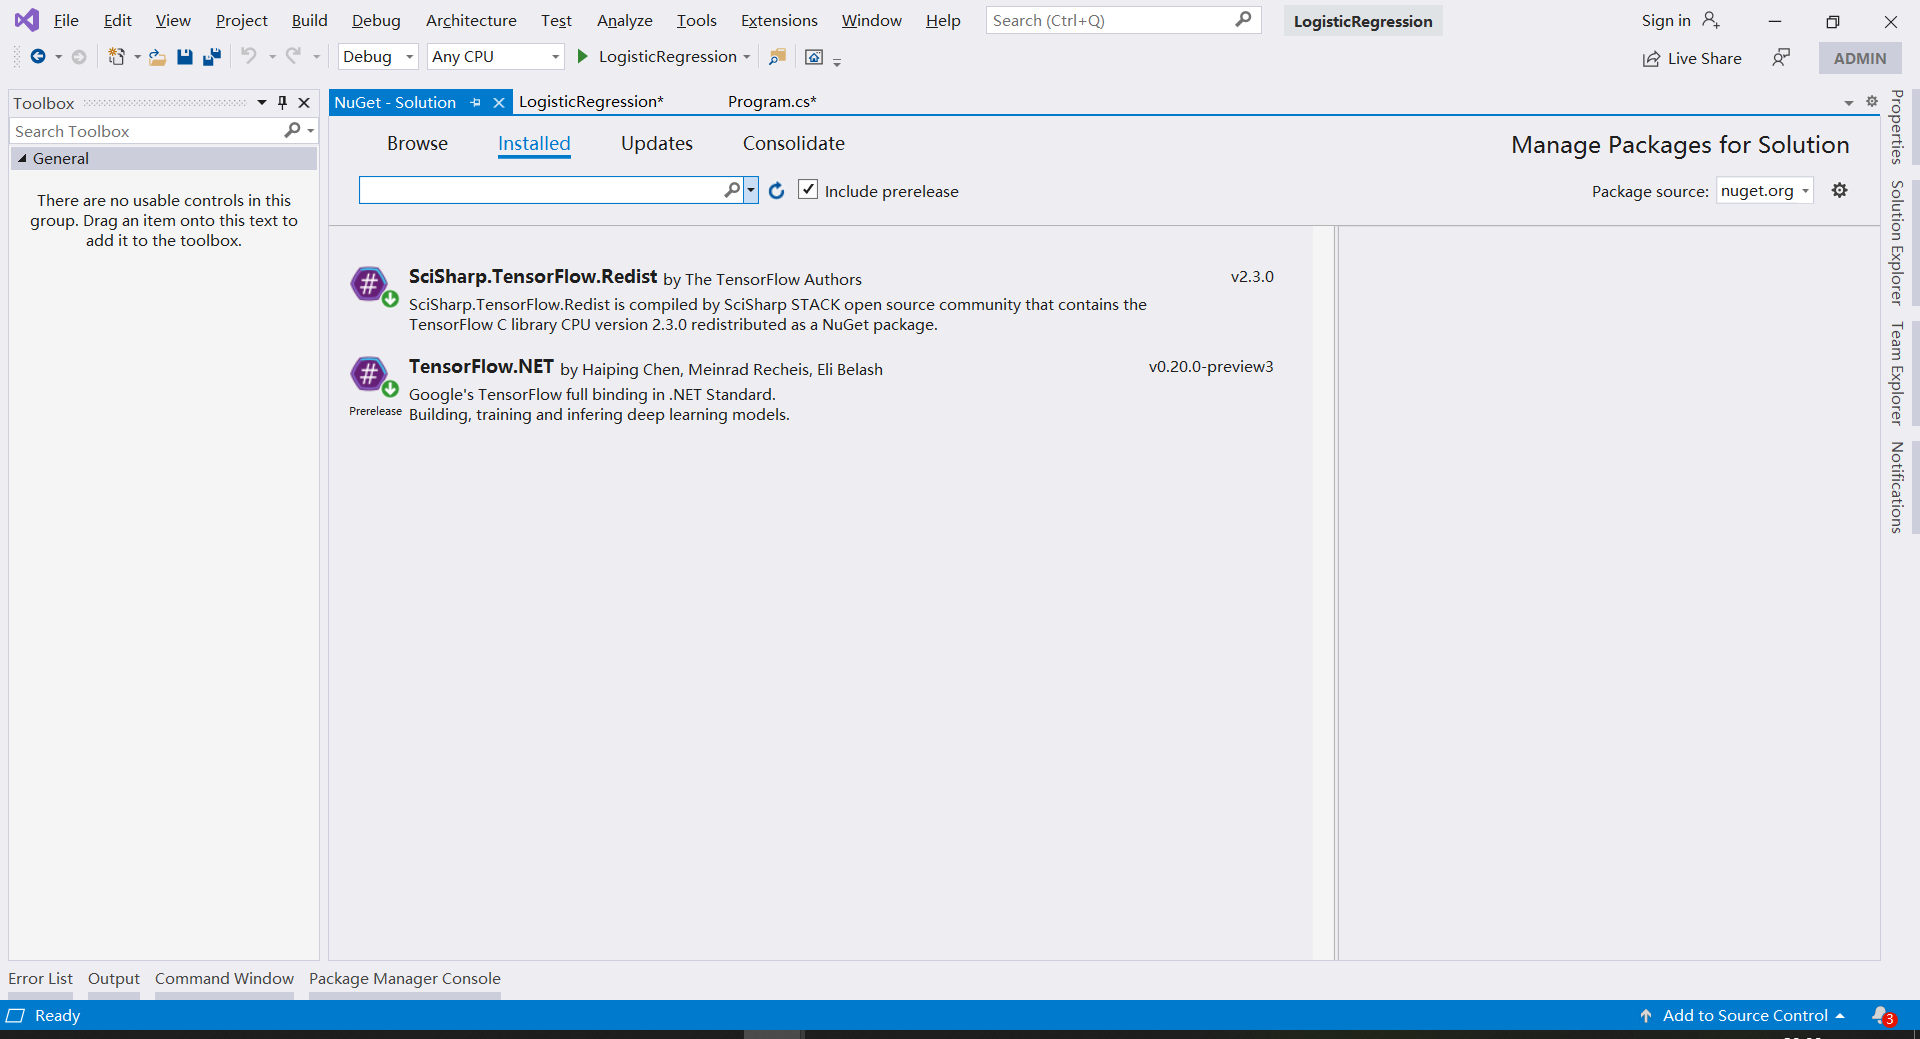 File Edit View Project Build Debug Architecture Test Analyze Tools Extensions Window Help Search (Ctrl+Q) LogisticRegression Sign in
Debug Any CPU LogisticRegression Live Share ADMIN
Toolbox
Search Toolbox
General
There are no usable controls in this
group. Drag an item onto this text to
add it to the toolbox.
NuGet - Solution LogisticRegression* Program.cs*
Browse Installed Updates Consolidate Manage Packages for Solution
Include prerelease Package source: nuget.org
SciSharp.TensorFlow.Redist by The TensorFlow Authors v2.3.0
SciSharp.TensorFlow.Redist is compiled by SciSharp STACK open source community that contains the
TensorFlow C library CPU version 2.3.0 redistributed as a NuGet package.
TensorFlow.NET by Haiping Chen, Meinrad Recheis, Eli Belash v0.20.0-preview3
Google's TensorFlow full binding in .NET Standard.
Prerelease Building, training and infering deep learning models.
Properties
Solution Explorer
Team Explorer
Notifications
Error List Output Command Window Package Manager Console
Ready Add to Source Control 3